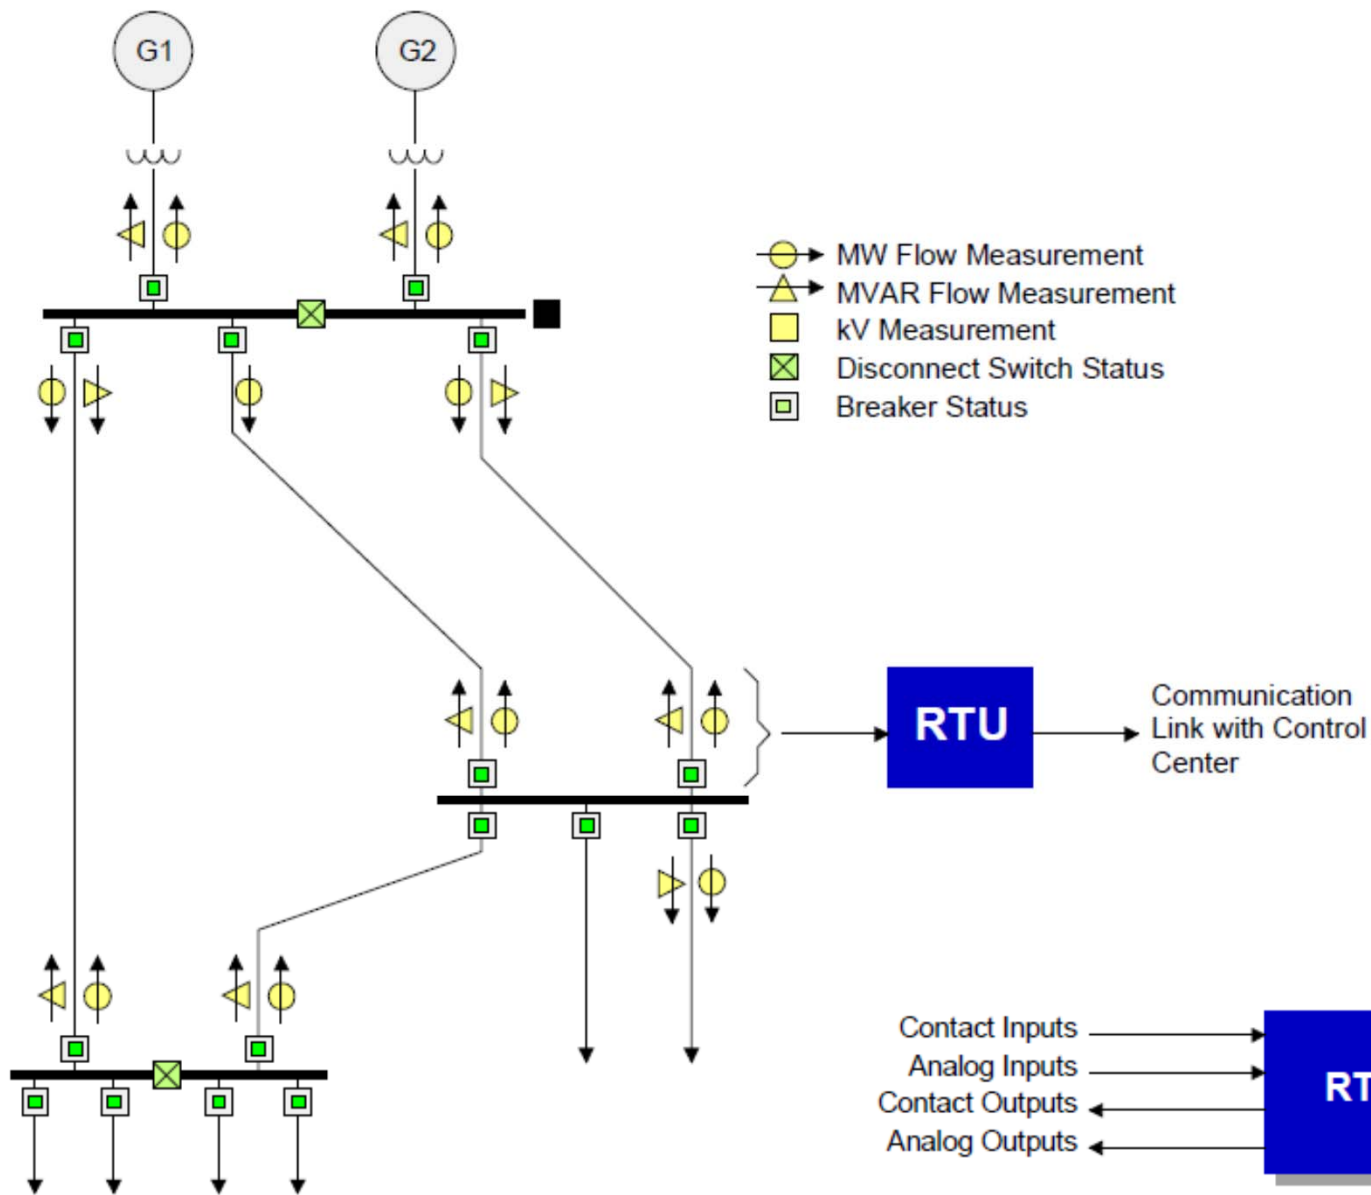 G1
G2
MW Flow Measurement
MVAR Flow Measurement
kV Measurement
Disconnect Switch Status
Breaker Status
RTU
Communication
Link with Control
Center
Contact Inputs
Analog Inputs
Contact Outputs
Analog Outputs
RT